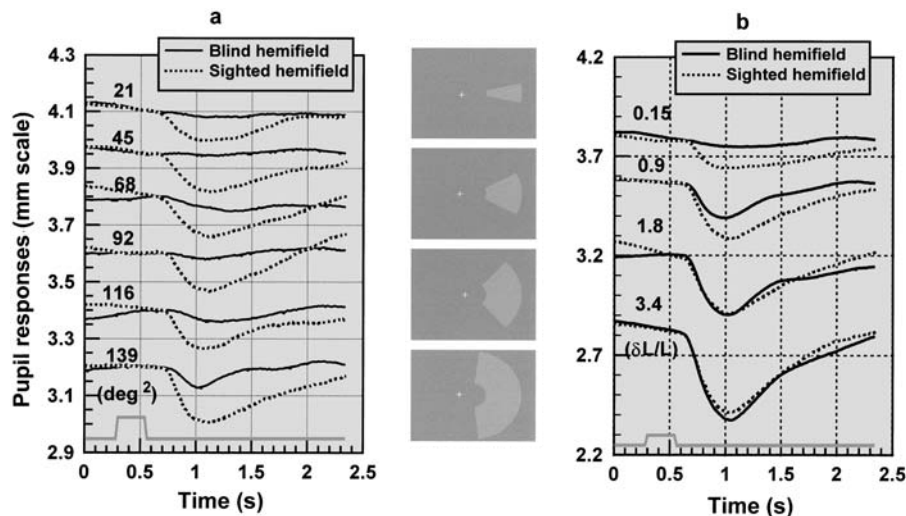 a
Blind hemifield
Sighted hemifield
Pupil responses (mm scale)
4.3
4.1
3.9
3.7
3.5
3.3
3.1
2.9
21
45
68
92
116
139
(deg²)
0 0.5 1 1.5 2 2.5
Time (s)
b
Blind hemifield
Sighted hemifield
4.2
3.7
3.2
2.7
2.2
0.15
0.9
1.8
3.4
(δL/L)
0 0.5 1 1.5 2 2.5
Time (s)